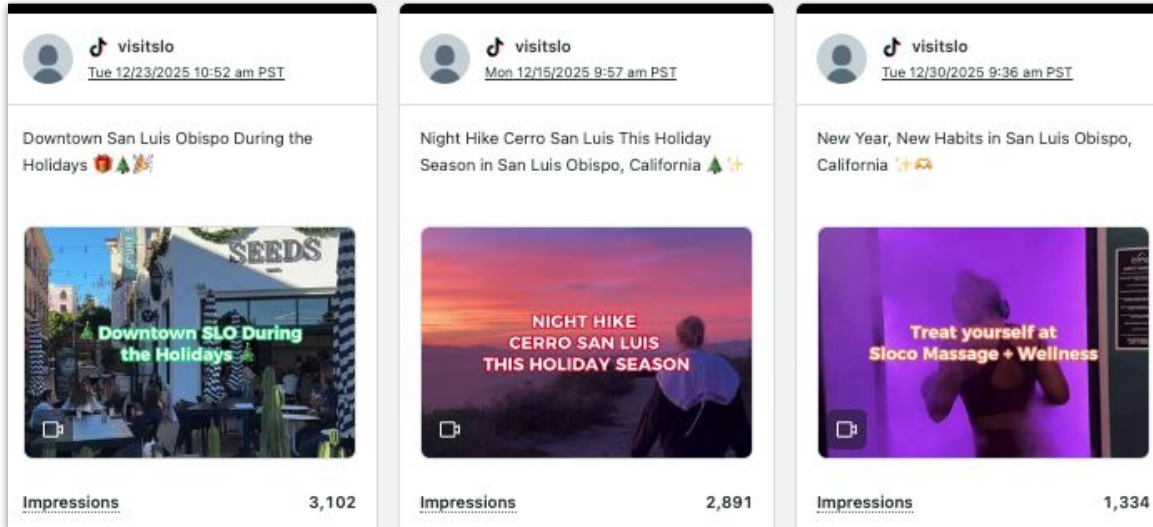 visitslo
Tue 12/23/2025 10:52 am PST
Downtown San Luis Obispo During the
Holidays 🎁🎄🎉
SEEDS
🎄Downtown SLO During
the Holidays🎄
Impressions 3,102
visitslo
Mon 12/15/2025 9:57 am PST
Night Hike Cerro San Luis This Holiday
Season in San Luis Obispo, California 🎄✨
NIGHT HIKE
CERRO SAN LUIS
THIS HOLIDAY SEASON
Impressions 2,891
visitslo
Tue 12/30/2025 9:36 am PST
New Year, New Habits in San Luis Obispo,
California ✨🫶
Treat yourself at
Sloco Massage + Wellness
Impressions 1,334